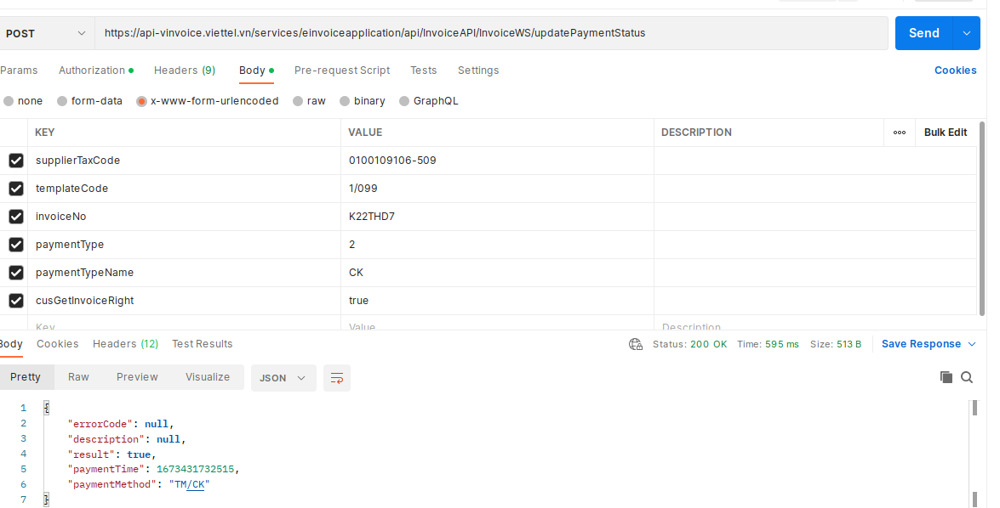 POST https://api-vinvoice.viettel.vn/services/einvoiceapplication/api/InvoiceAPI/InvoiceWS/updatePaymentStatus Send
Params Authorization Headers (9) Body Pre-request Script Tests Settings Cookies
none form-data x-www-form-urlencoded raw binary GraphQL
KEY VALUE DESCRIPTION ooo Bulk Edit
supplierTaxCode 0100109106-509
templateCode 1/099
invoiceNo K22THD7
paymentType 2
paymentTypeName CK
cusGetInvoiceRight true
Key Value Description
Body Cookies Headers (12) Test Results Status: 200 OK Time: 595 ms Size: 513 B Save Response
Pretty Raw Preview Visualize JSON
1 {
2 "errorCode": null,
3 "description": null,
4 "result": true,
5 "paymentTime": 1673431732515,
6 "paymentMethod": "TM/CK"
7 }